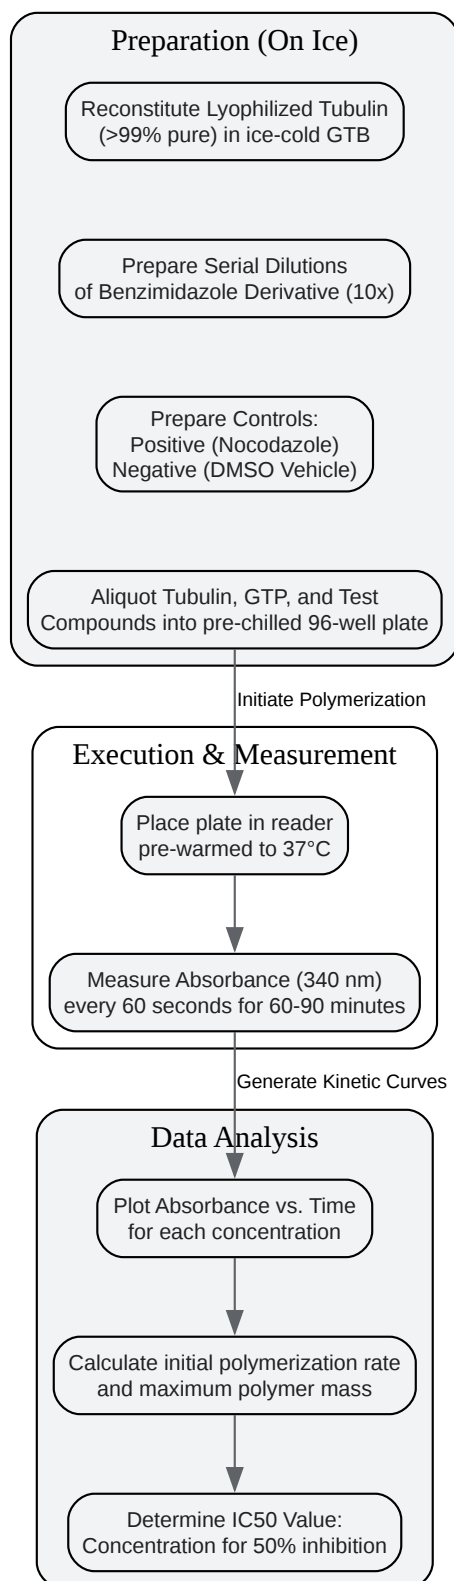 Preparation (On Ice)
Reconstitute Lyophilized Tubulin
(>99% pure) in ice-cold GTB
Prepare Serial Dilutions
of Benzimidazole Derivative (10x)
Prepare Controls:
Positive (Nocodazole)
Negative (DMSO Vehicle)
Aliquot Tubulin, GTP, and Test
Compounds into pre-chilled 96-well plate
Initiate Polymerization
Execution & Measurement
Place plate in reader
pre-warmed to 37°C
Measure Absorbance (340 nm)
every 60 seconds for 60-90 minutes
Generate Kinetic Curves
Data Analysis
Plot Absorbance vs. Time
for each concentration
Calculate initial polymerization rate
and maximum polymer mass
Determine IC50 Value:
Concentration for 50% inhibition